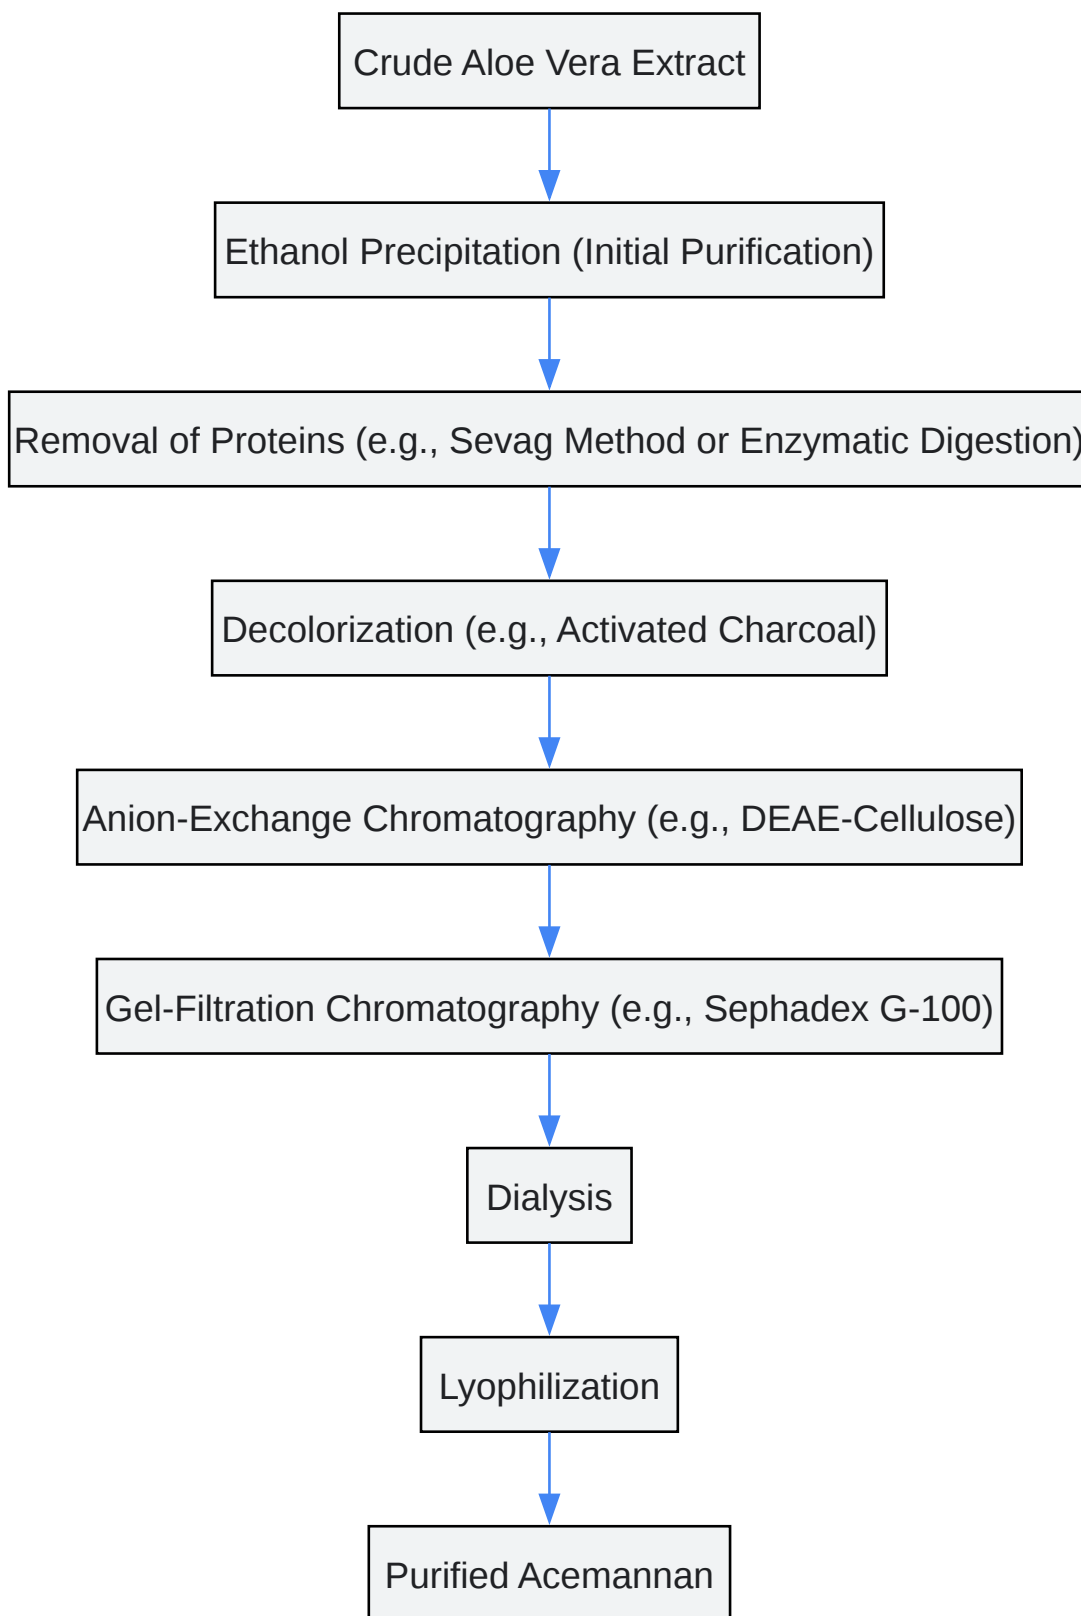 Crude Aloe Vera Extract
Ethanol Precipitation (Initial Purification)
Removal of Proteins (e.g., Sevag Method or Enzymatic Digestion)
Decolorization (e.g., Activated Charcoal)
Anion-Exchange Chromatography (e.g., DEAE-Cellulose)
Gel-Filtration Chromatography (e.g., Sephadex G-100)
Dialysis
Lyophilization
Purified Acemannan